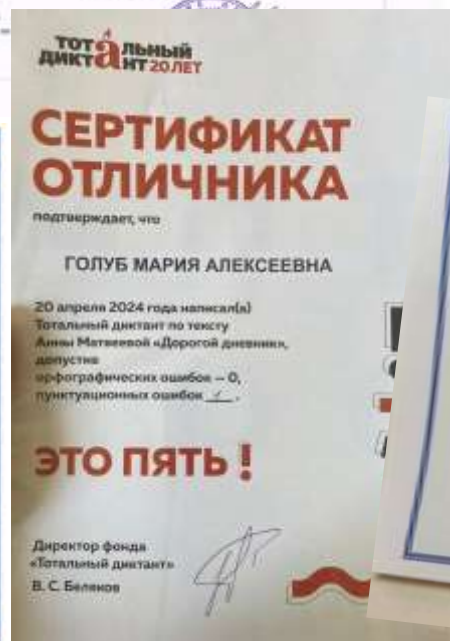 тотальный
диктант 20 лет
СЕРТИФИКАТ
ОТЛИЧНИКА
подтверждает, что
ГОЛУБ МАРИЯ АЛЕКСЕЕВНА
20 апреля 2024 года написал(а)
Тотальный диктант по тексту
Анны Матвеевой «Дорогой дневник»,
допустив
орфографических ошибок – 0,
пунктуационных ошибок 1 .
ЭТО ПЯТЬ !
Директор фонда
«Тотальный диктант»
В. С. Беляков